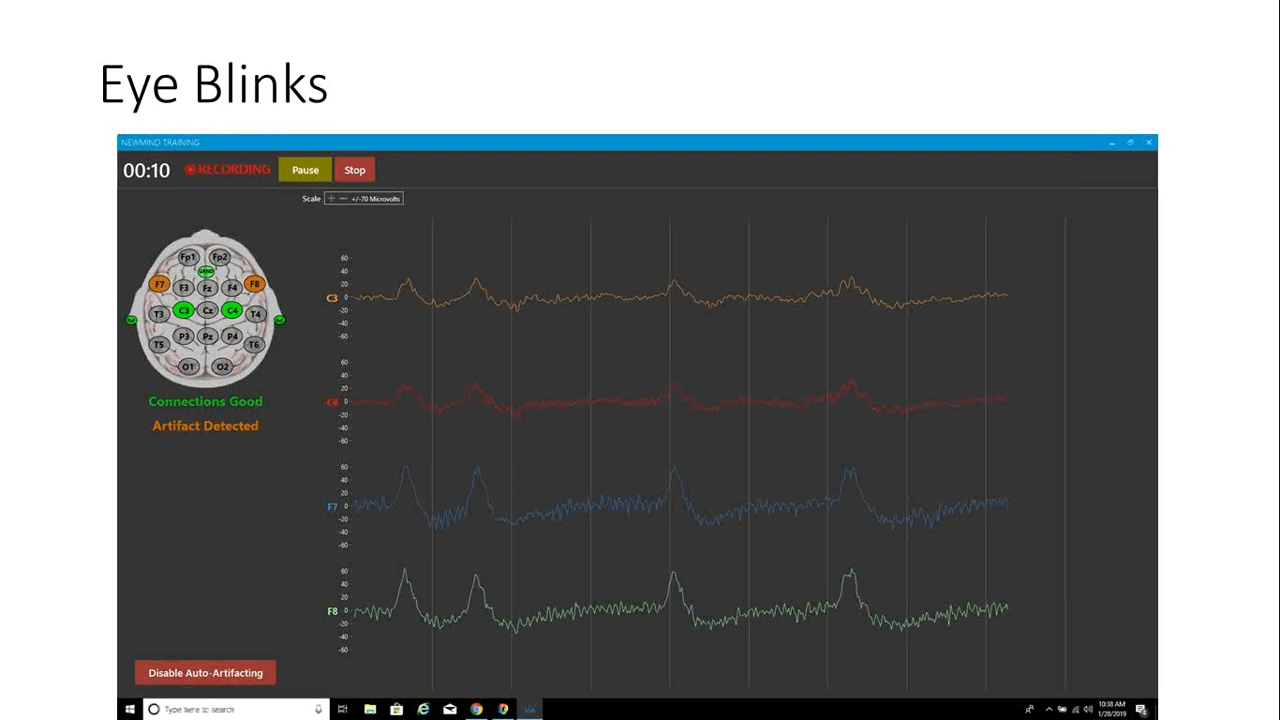 Eye Blinks
NEWMIND TRAINING
00:10 RECORDING Pause Stop
Scale + − +/-70 Microvolts
Fp1 Fp2
F7 F3 Fz F4 F8
T3 C3 Cz C4 T4
T5 P3 Pz P4 T6
O1 O2
Connections Good
Artifact Detected
C3
60
40
20
0
-20
-40
-60
C4
60
40
20
0
-20
-40
-60
F7
60
40
20
0
-20
-40
-60
F8
60
40
20
0
-20
-40
-60
Disable Auto-Artifacting
Type here to search
10:38 AM
1/28/2019